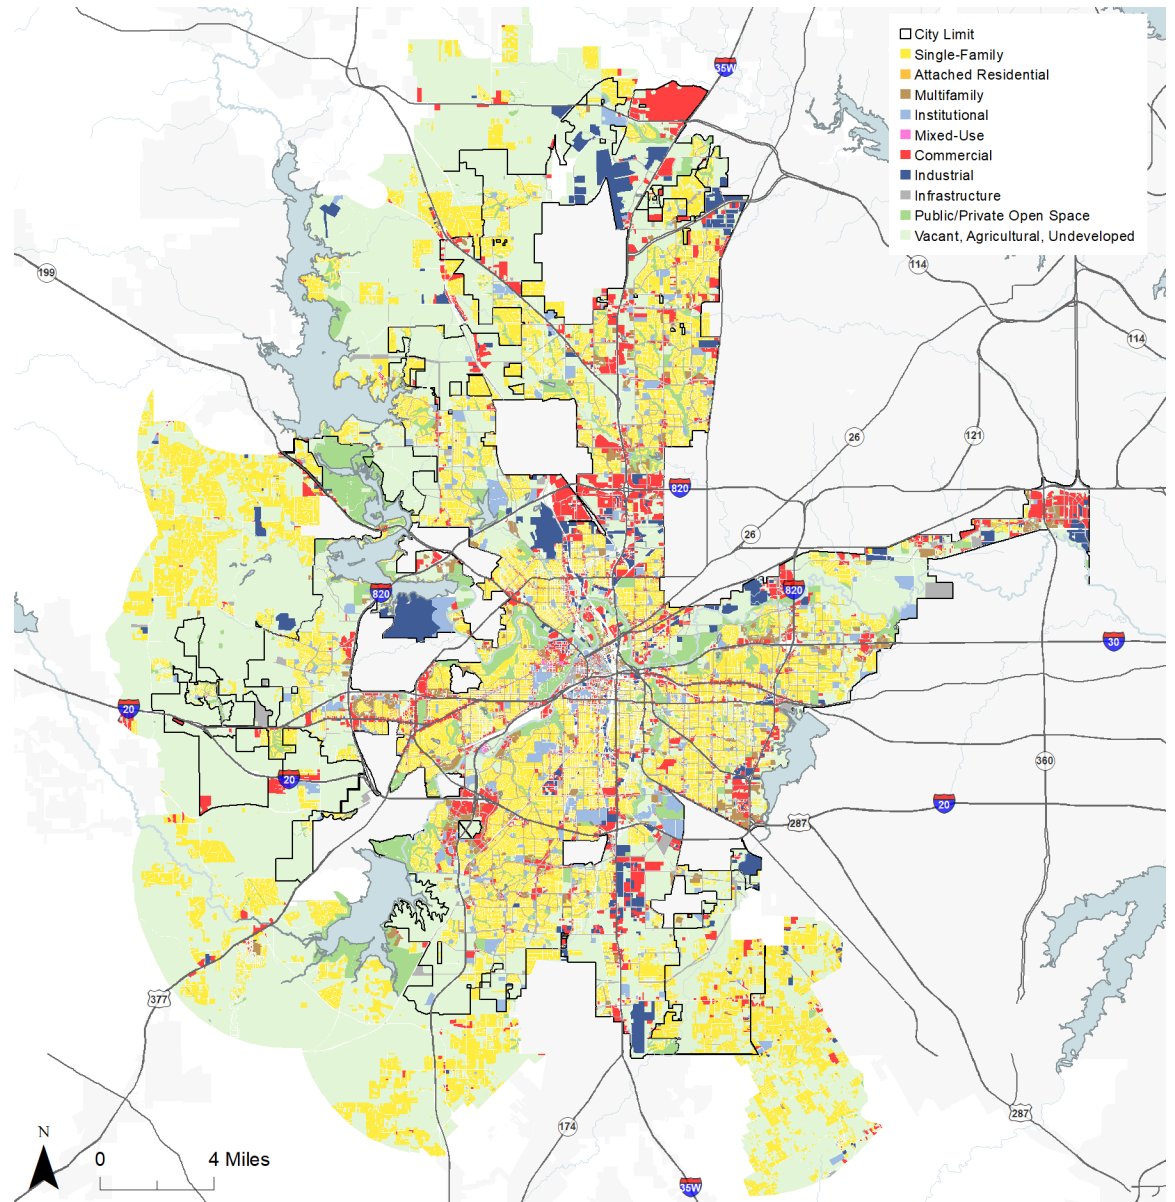 City Limit
Single-Family
Attached Residential
Multifamily
Institutional
Mixed-Use
Commercial
Industrial
Infrastructure
Public/Private Open Space
Vacant, Agricultural, Undeveloped
35W
114
199
114
26
121
820
26
820
820
30
20
360
20
20
287
377
287
174
35W
N
0 4 Miles